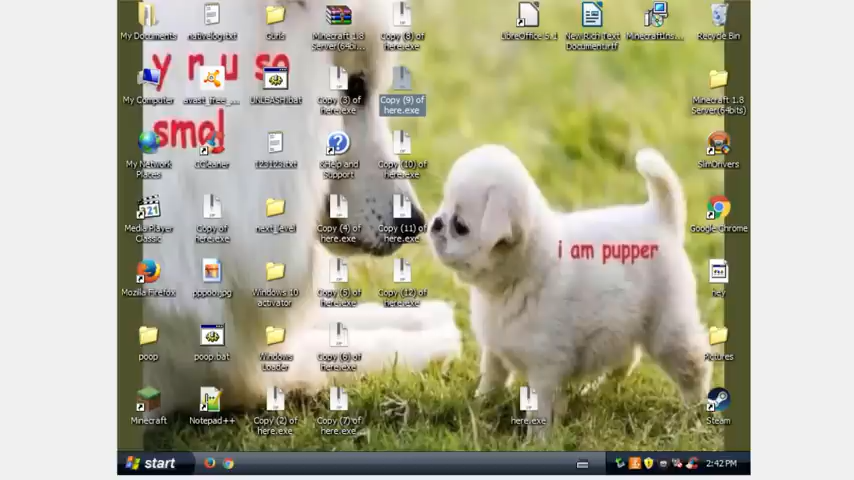 My Documents
nativelog.txt
Guns
Minecraft 1.8
Server(64bi...
Copy (8) of
here.exe
LibreOffice 5.1
New Rich Text
Document.rtf
MinecraftIns...
Recycle Bin
y r u so
smol
My Computer
avast_free_...
UNLEASH.bat
Copy (3) of
here.exe
Copy (9) of
here.exe
Minecraft 1.8
Server(64bits)
My Network
Places
CCleaner
123123.txt
Help and
Support
Copy (10) of
here.exe
SlimDrivers
Media Player
Classic
Copy of
here.exe
next_level
Copy (4) of
here.exe
Copy (11) of
here.exe
Google Chrome
i am pupper
Mozilla Firefox
Windows 10
activator
Copy (5) of
here.exe
Copy (12) of
here.exe
hey
poop
poop.bat
Windows
Loader
Copy (6) of
here.exe
Pictures
Minecraft
Notepad++
Copy (2) of
here.exe
Copy (7) of
here.exe...
here.exe
Steam
start
2:42 PM